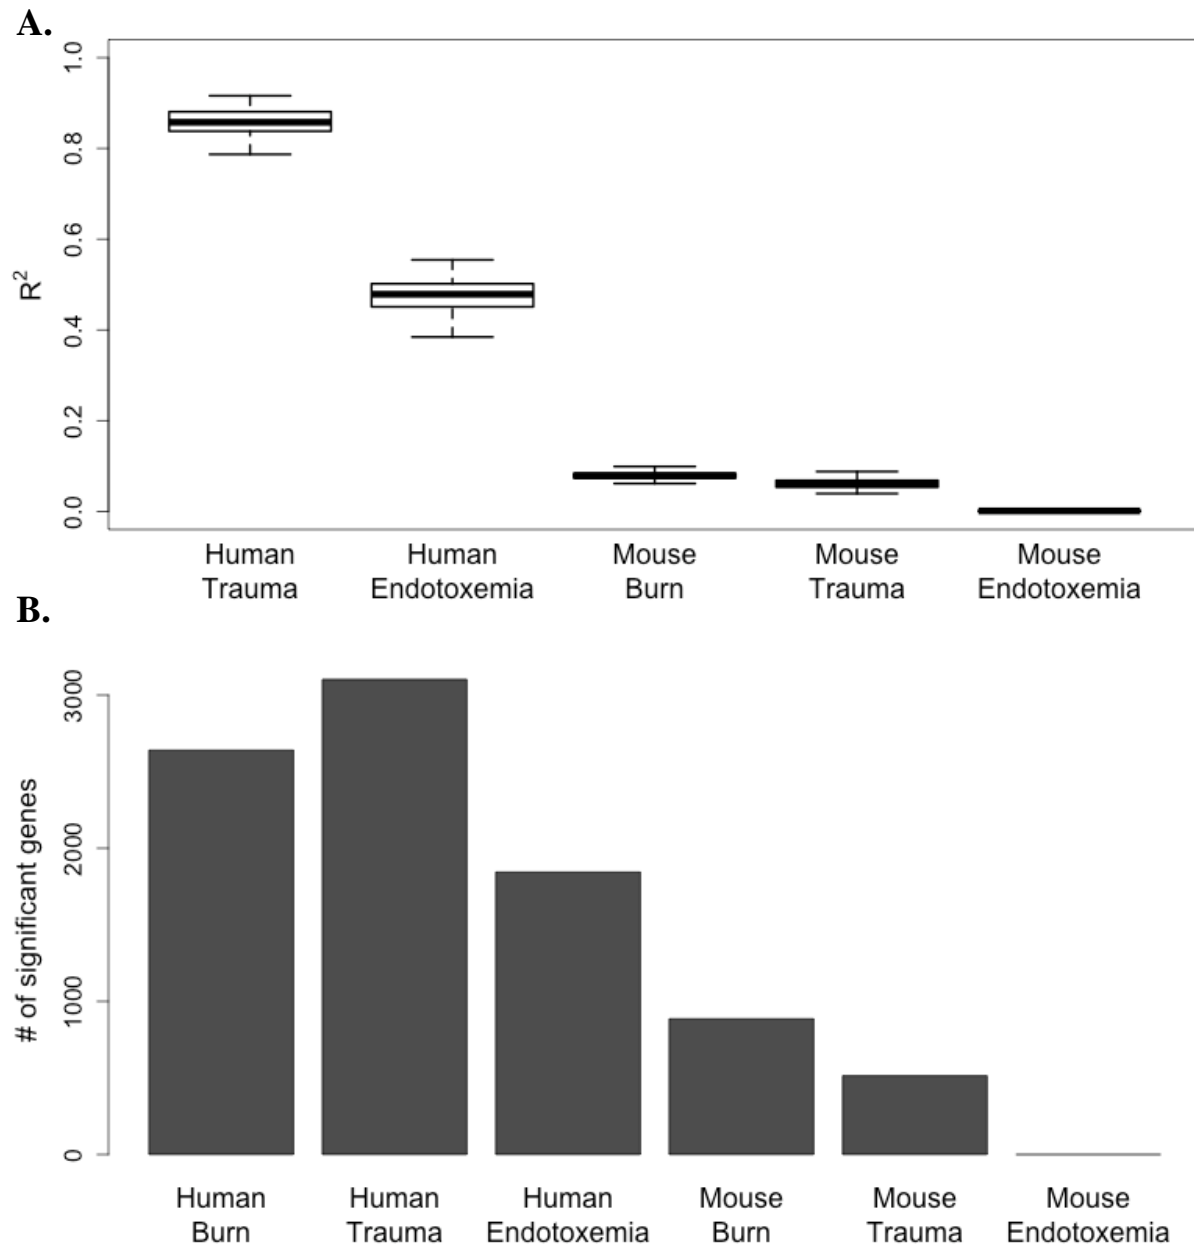 A.
1.0
0.8
0.6
0.4
0.2
0.0
R²
Human Human Mouse Mouse Mouse
Trauma Endotoxemia Burn Trauma Endotoxemia
B.
3000
2000
1000
0
# of significant genes
Human Human Human Mouse Mouse Mouse
Burn Trauma Endotoxemia Burn Trauma Endotoxemia